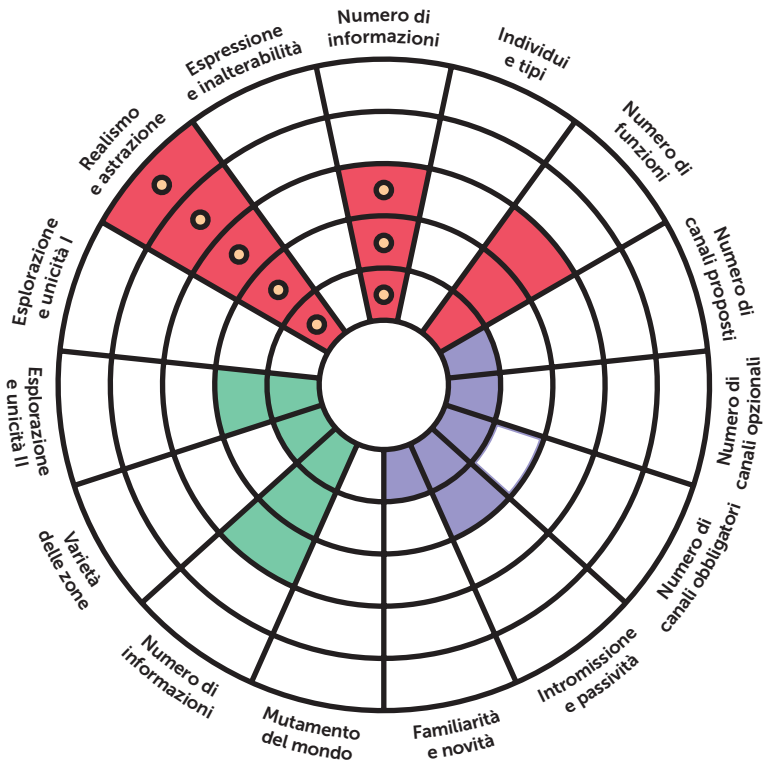 Numero di
informazioni
Individui
e tipi
Numero di
funzioni
Numero di
canali proposti
Numero di
canali opzionali
Numero di
canali obbligatori
Intromissione
e passività
Familiarità
e novità
Mutamento
del mondo
Numero di
informazioni
Varietà
delle zone
Esplorazione
e unicità II
Esplorazione
e unicità I
Realismo
e astrazione
Espressione
e inalterabilità